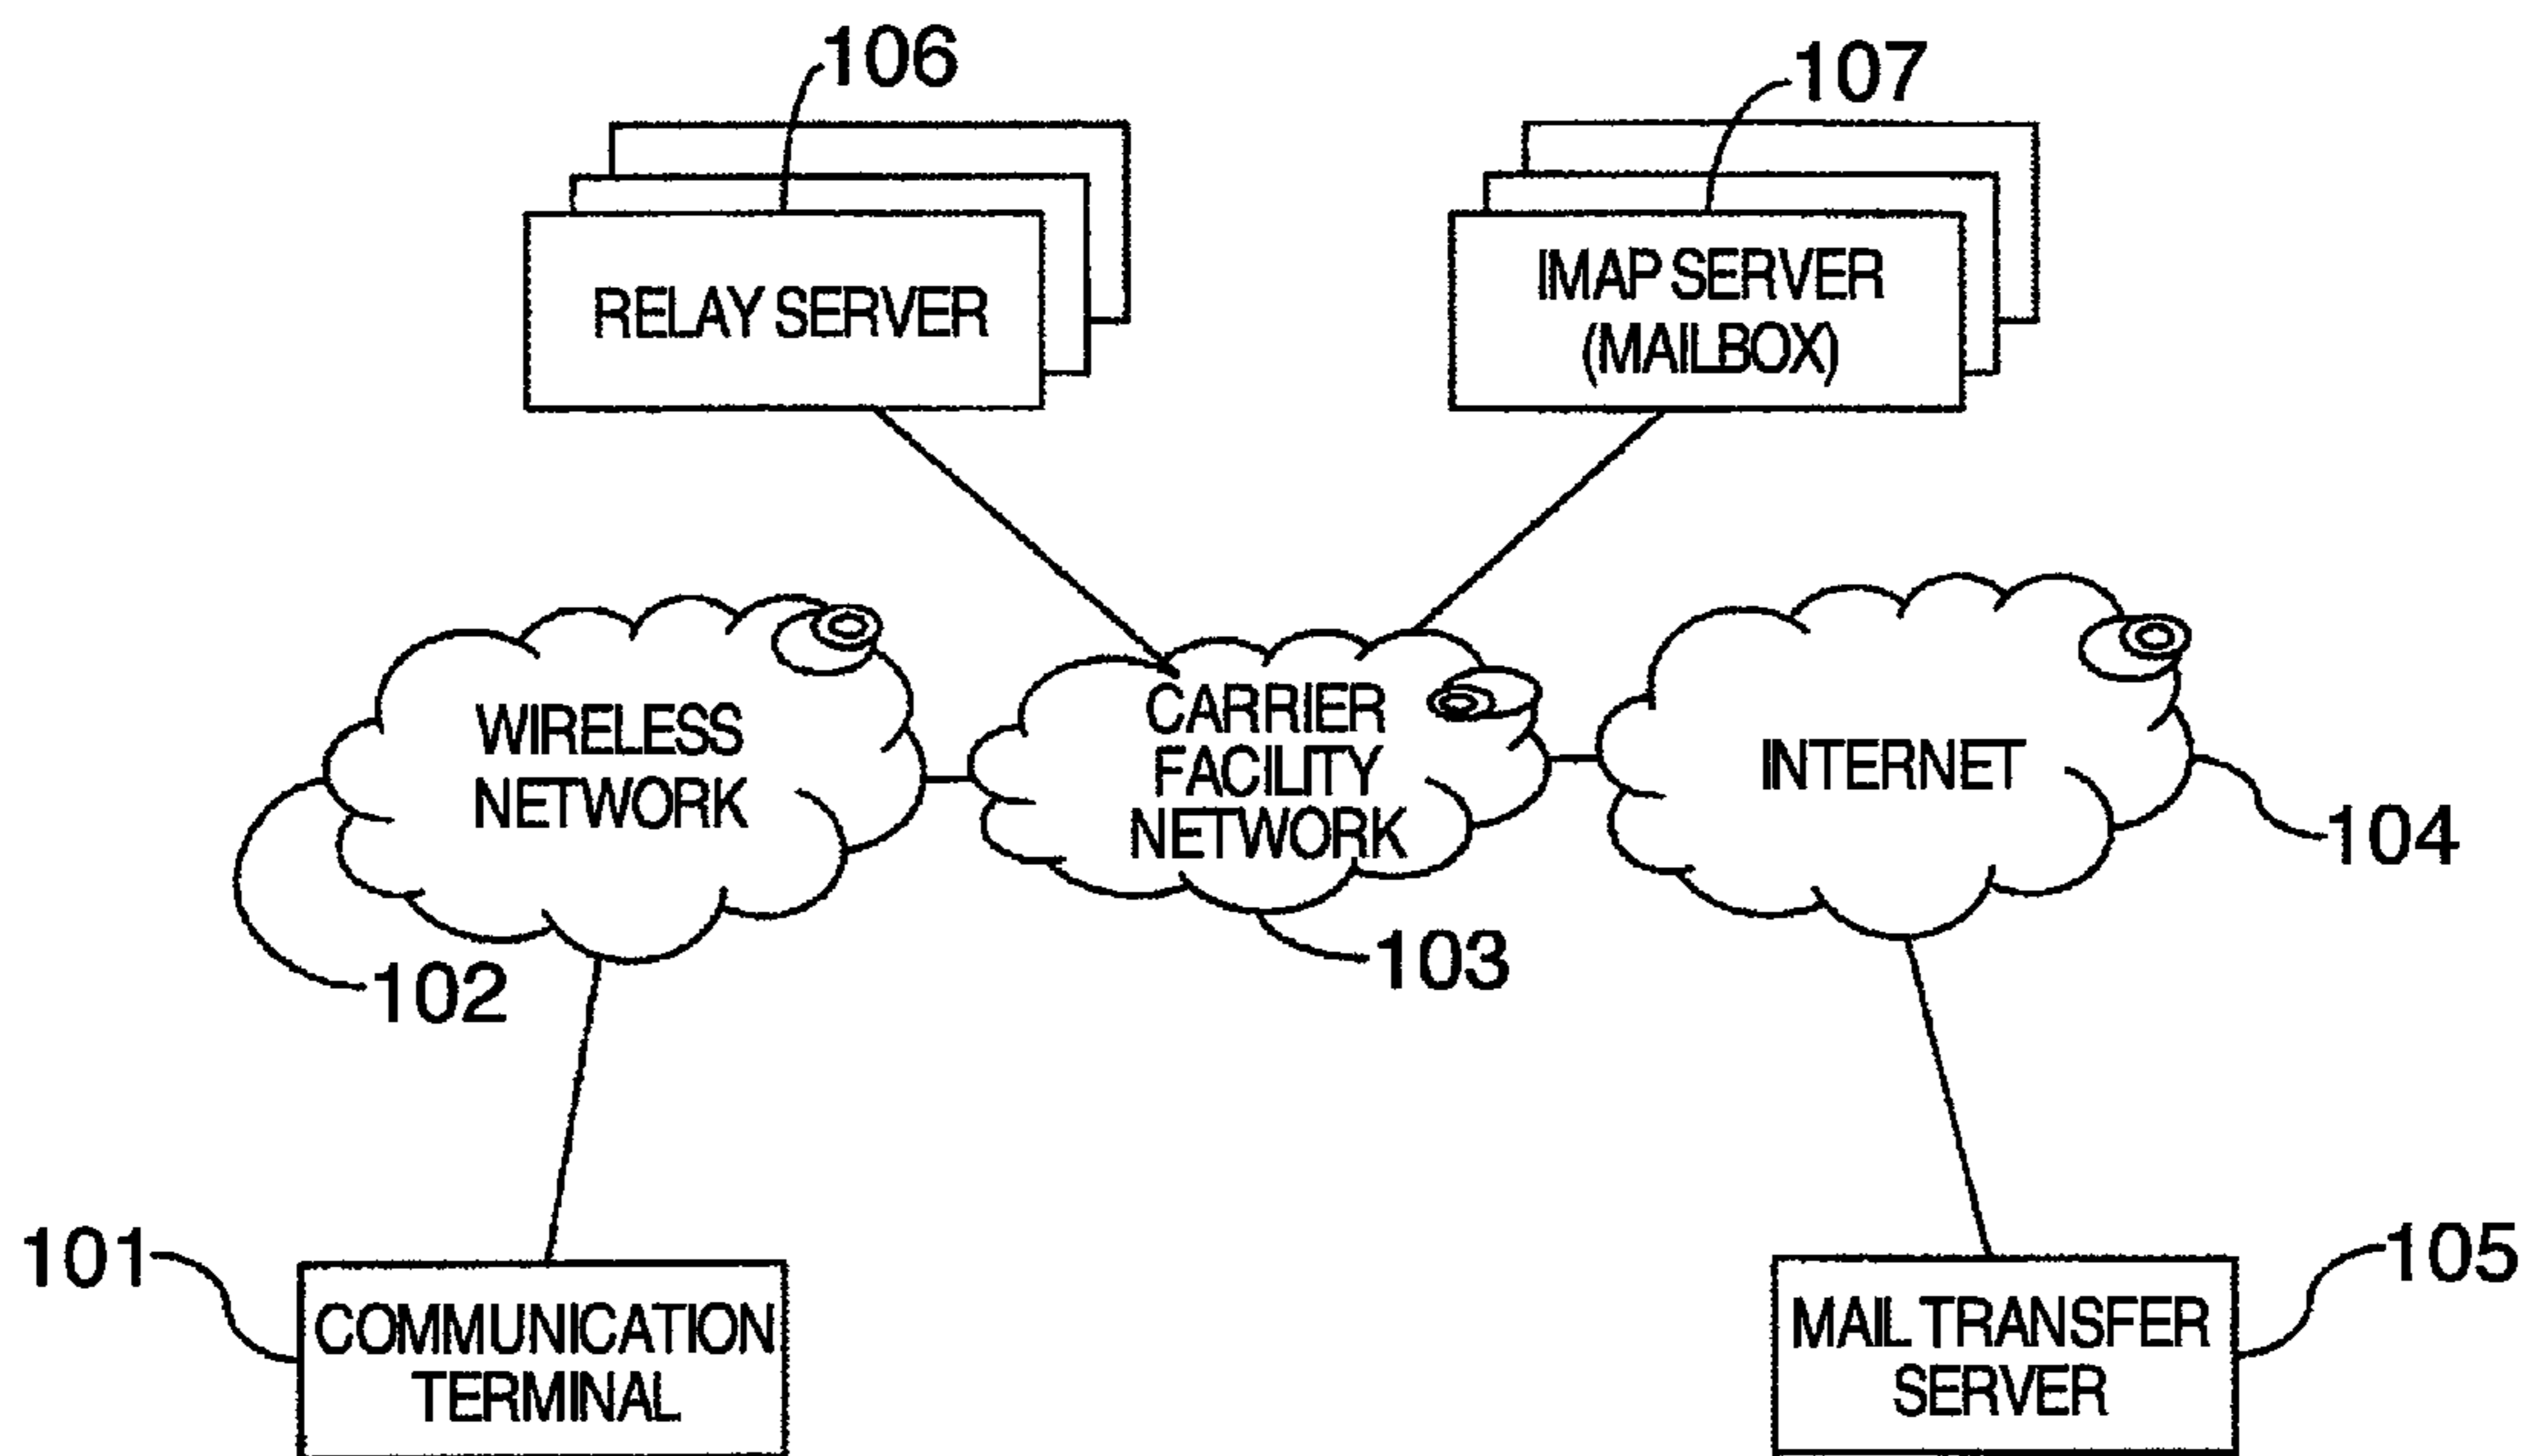 106
107
RELAY SERVER
IMAP SERVER
(MAILBOX)
WIRELESS
NETWORK
CARRIER
FACILITY
NETWORK
INTERNET
104
102
103
101
COMMUNICATION
TERMINAL
MAIL TRANSFER
SERVER
105